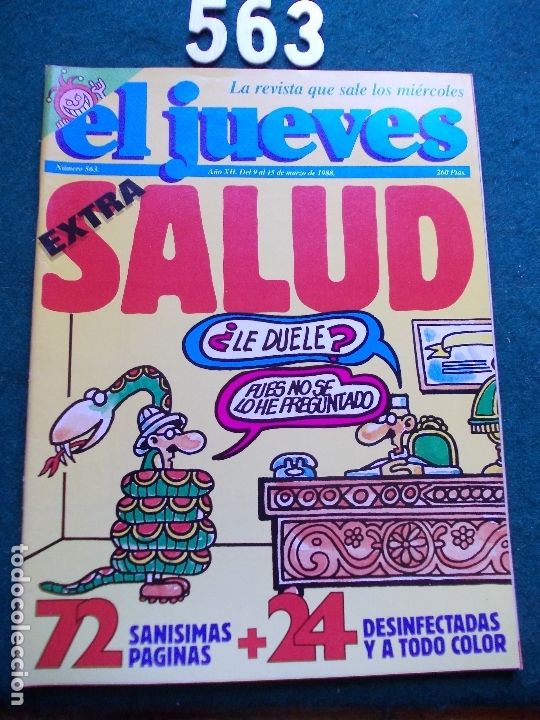 563
La revista que sale los miércoles
el jueves
Número 563.
Año XII. Del 9 al 15 de marzo de 1988.
260 Ptas.
EXTRA
SALUD
¿LE DUELE?
PUES NO SE
LO HE PREGUNTADO
72
SANISIMAS
PAGINAS
+24
DESINFECTADAS
Y A TODO COLOR
todocoleccion.net